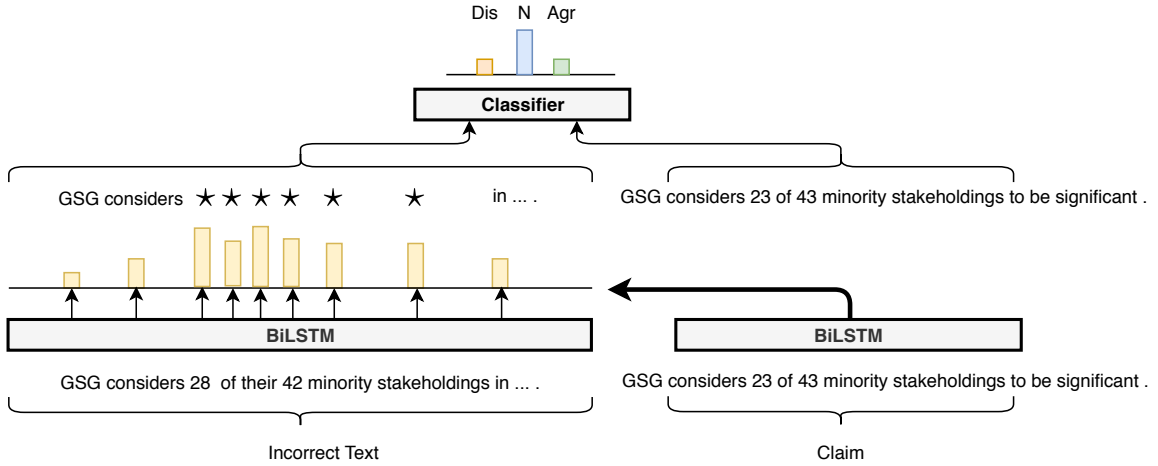 Dis N Agr
Classifier
GSG considers ★ ★ ★ ★ ★ ★ in ... .
GSG considers 23 of 43 minority stakeholdings to be significant .
BiLSTM
BiLSTM
GSG considers 28 of their 42 minority stakeholdings in ... .
GSG considers 23 of 43 minority stakeholdings to be significant .
Incorrect Text
Claim